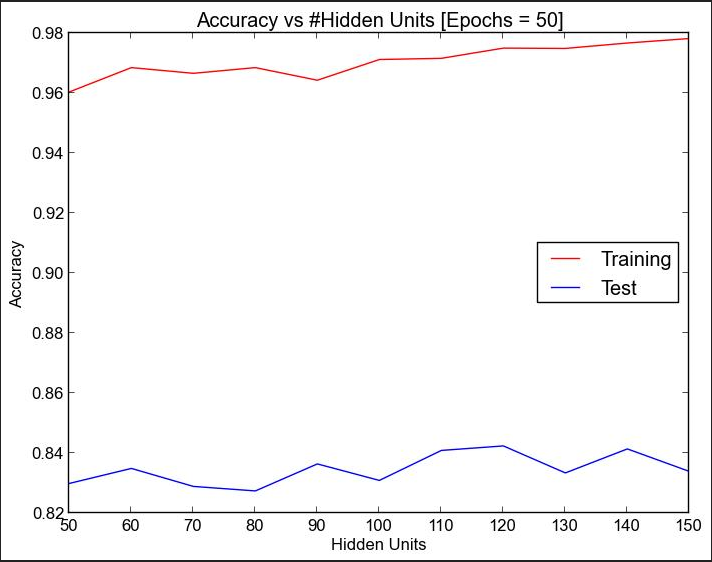 Accuracy vs #Hidden Units [Epochs = 50]
0.98
0.96
0.94
0.92
0.90
0.88
0.86
0.84
0.82
Accuracy
Training
Test
50 60 70 80 90 100 110 120 130 140 150
Hidden Units